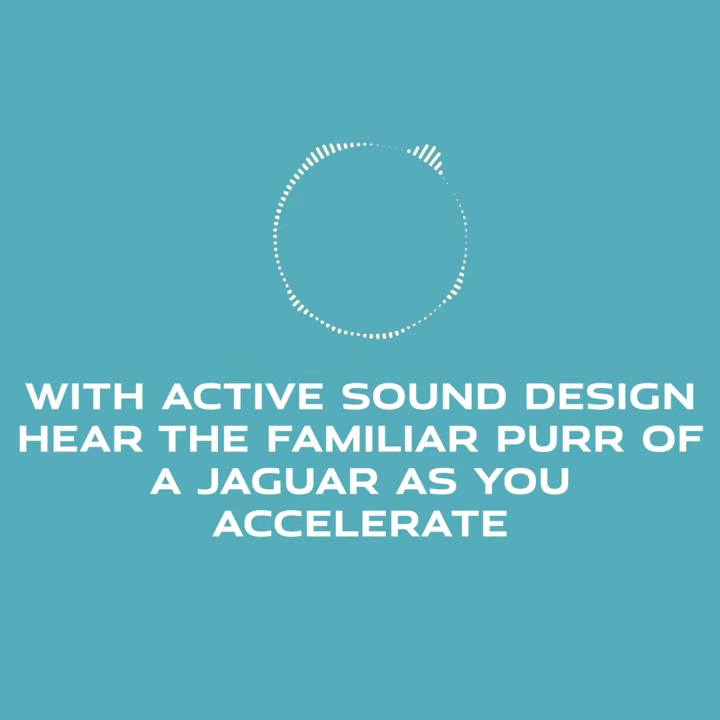 WITH ACTIVE SOUND DESIGN
HEAR THE FAMILIAR PURR OF
A JAGUAR AS YOU
ACCELERATE